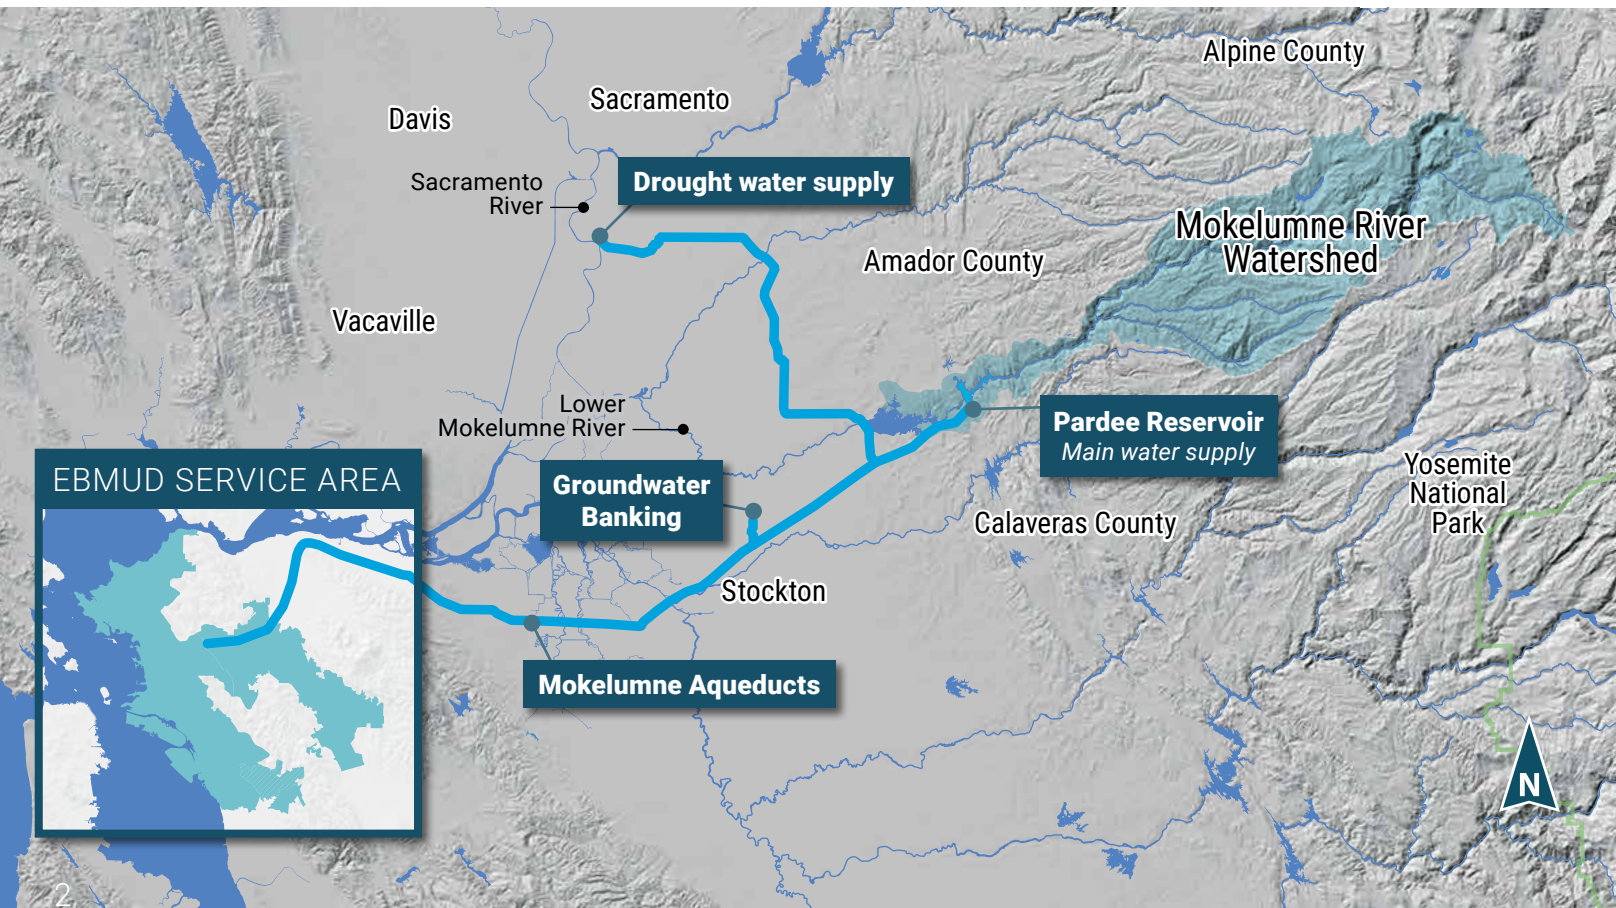 Alpine County
Sacramento
Davis
Drought water supply
Sacramento
River
Mokelumne River
Watershed
Amador County
Vacaville
Lower
Mokelumne River
Pardee Reservoir
Main water supply
Groundwater
Banking
Yosemite
National
Park
Calaveras County
EBMUD SERVICE AREA
Stockton
Mokelumne Aqueducts
N
2